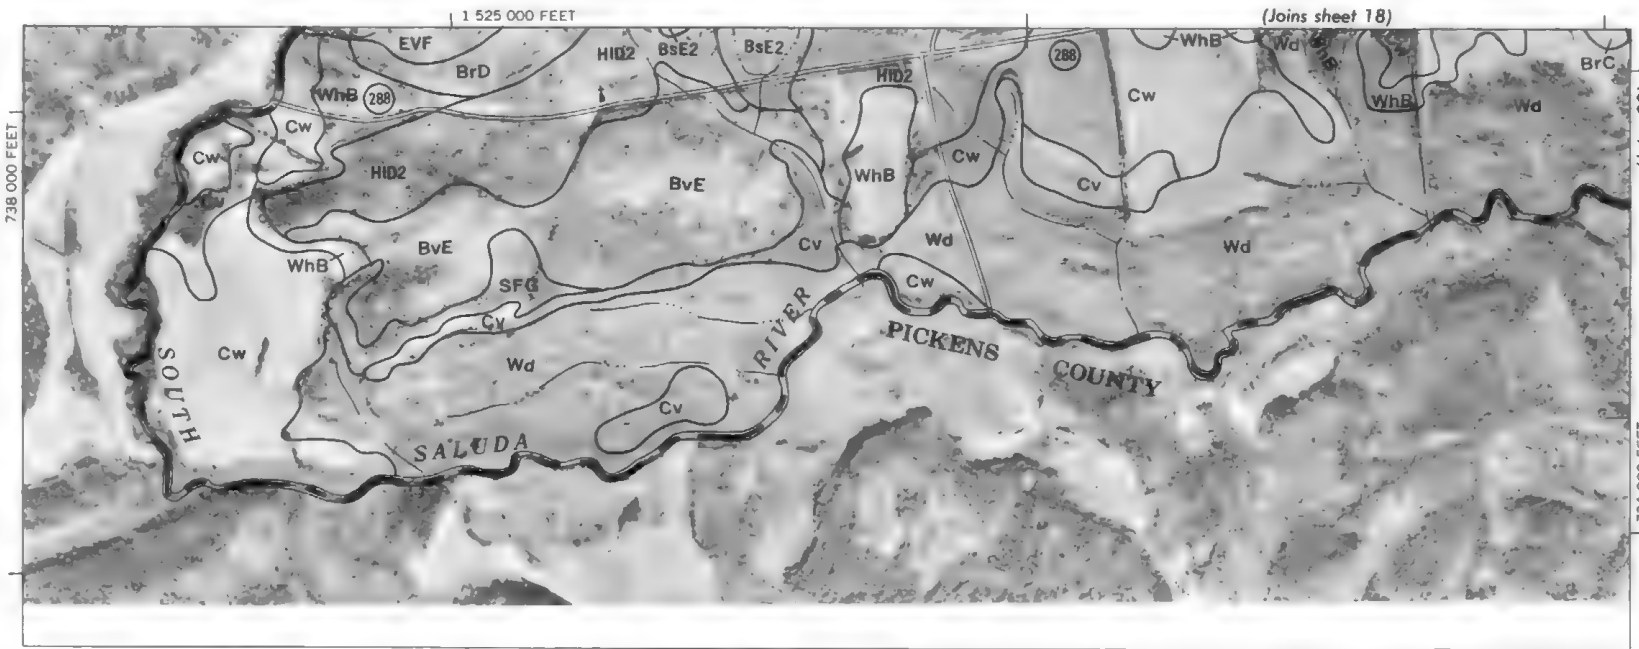 1 525 000 FEET
(Joins sheet 18)
EVF
HID2
BsE2
BsE2
WhB
Wd
288
BrC
BrD
HID2
WhB
288
Cw
WhB
Wd
738 000 FEET
Cw
Cw
Cw
HID2
BvE
WhB
Cv
Cv
BvE
Cv
Wd
Wd
WhB
SFG
Cw
Cv
RIVER
PICKENS
COUNTY
Cw
Wd
SOUTH
Cv
SALUDA